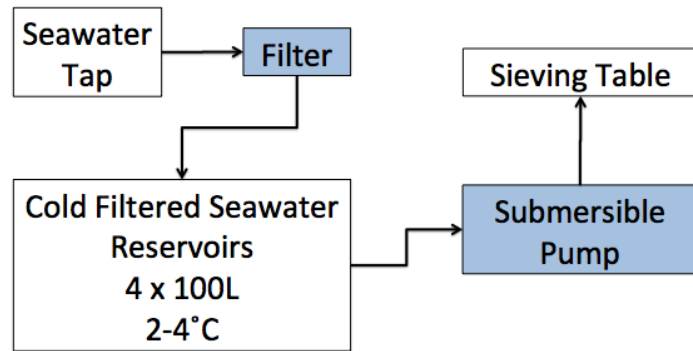 Seawater
Tap
Filter
Sieving Table
Cold Filtered Seawater
Reservoirs
4 x 100L
2-4˚C
Submersible
Pump